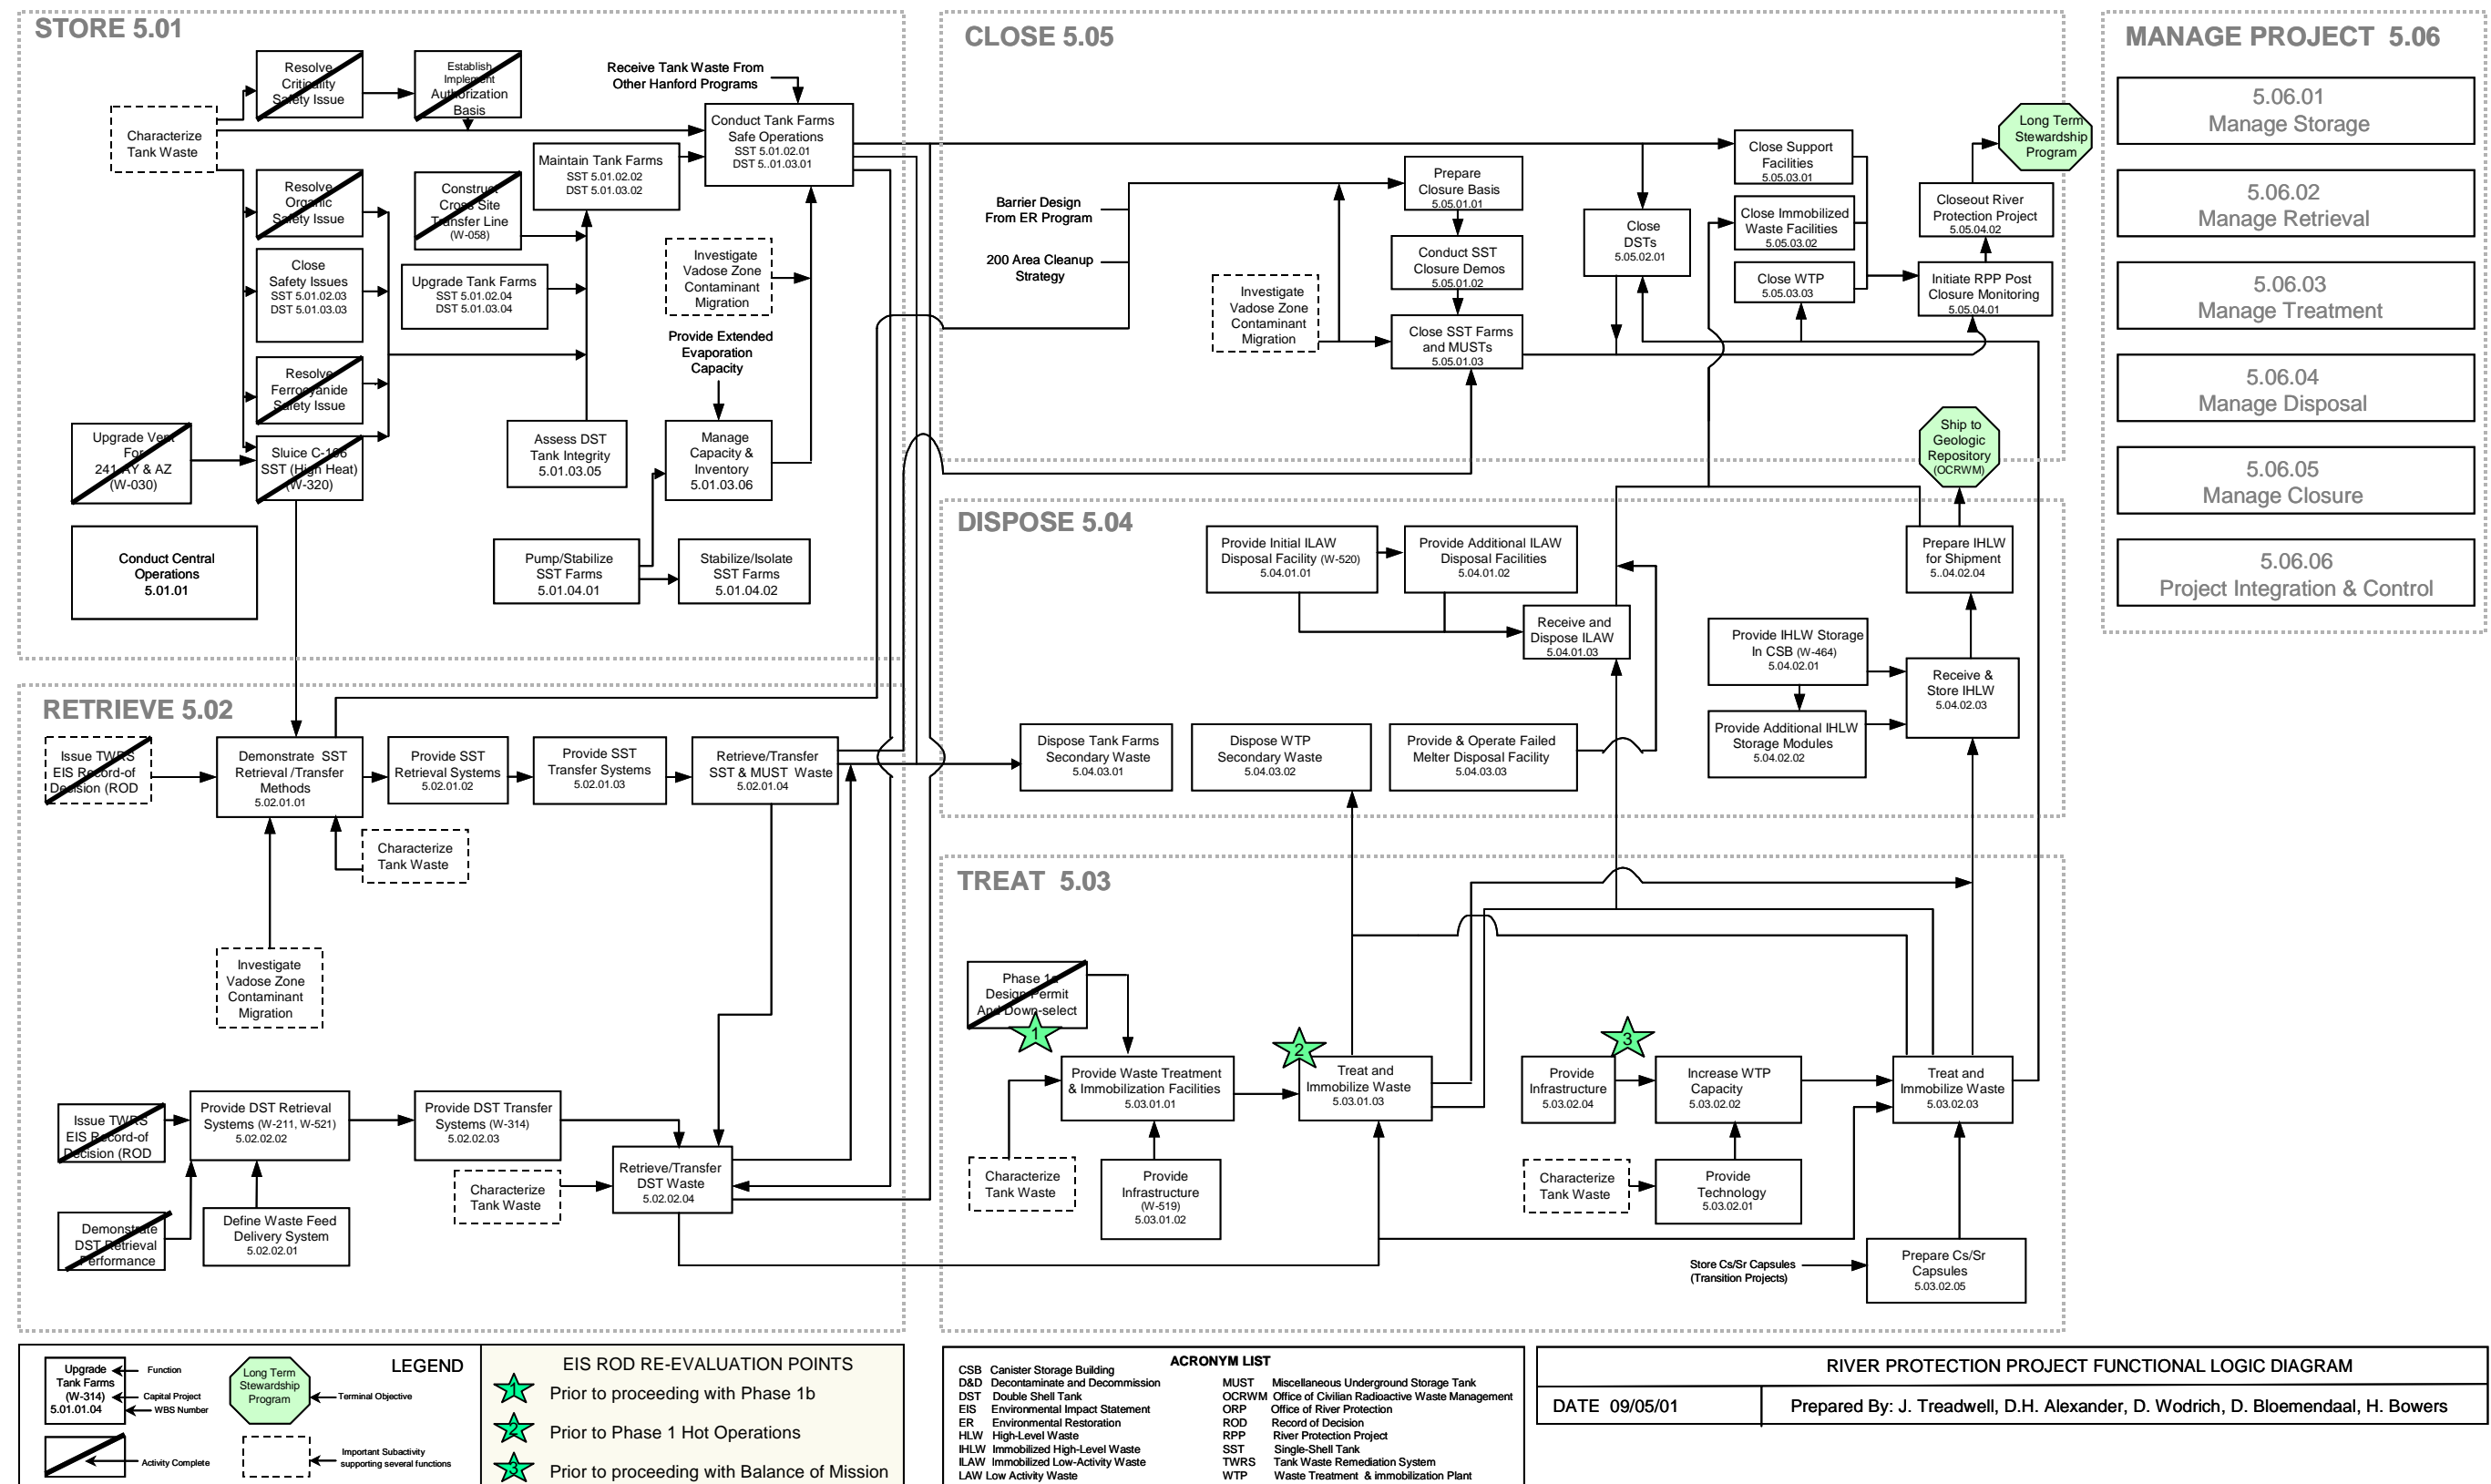 STORE 5.01
Resolve
Criticality
Safety Issue
Establish
Implement
Authorization
Basis
Receive Tank Waste From
Other Hanford Programs
Characterize
Tank Waste
Conduct Tank Farms
Safe Operations
SST 5.01.02.01
DST 5..01.03.01
Maintain Tank Farms
SST 5.01.02.02
DST 5.01.03.02
Resolve
Organic
Safety Issue
Construct
Cross Site
Transfer Line
(W-058)
Close
Safety Issues
SST 5.01.02.03
DST 5.01.03.03
Upgrade Tank Farms
SST 5.01.02.04
DST 5.01.03.04
Investigate
Vadose Zone
Contaminant
Migration
Provide Extended
Evaporation
Capacity
Resolve
Ferrocyanide
Safety Issue
Upgrade Vent
For
241 AY & AZ
(W-030)
Sluice C-106
SST (High Heat)
(W-320)
Assess DST
Tank Integrity
5.01.03.05
Manage
Capacity &
Inventory
5.01.03.06
Conduct Central
Operations
5.01.01
Pump/Stabilize
SST Farms
5.01.04.01
Stabilize/Isolate
SST Farms
5.01.04.02
CLOSE 5.05
Barrier Design
From ER Program
200 Area Cleanup
Strategy
Prepare
Closure Basis
5.05.01.01
Conduct SST
Closure Demos
5.05.01.02
Investigate
Vadose Zone
Contaminant
Migration
Close SST Farms
and MUSTs
5.05.01.03
Close
DSTs
5.05.02.01
Close Support
Facilities
5.05.03.01
Close Immobilized
Waste Facilities
5.05.03.02
Close WTP
5.05.03.03
Long Term
Stewardship
Program
Closeout River
Protection Project
5.05.04.02
Initiate RPP Post
Closure Monitoring
5.05.04.01
Ship to
Geologic
Repository
(OCRWM)
MANAGE PROJECT 5.06
5.06.01
Manage Storage
5.06.02
Manage Retrieval
5.06.03
Manage Treatment
5.06.04
Manage Disposal
5.06.05
Manage Closure
5.06.06
Project Integration & Control
DISPOSE 5.04
Provide Initial ILAW
Disposal Facility (W-520)
5.04.01.01
Provide Additional ILAW
Disposal Facilities
5.04.01.02
Receive and
Dispose ILAW
5.04.01.03
Prepare IHLW
for Shipment
5..04.02.04
Provide IHLW Storage
In CSB (W-464)
5.04.02.01
Receive &
Store IHLW
5.04.02.03
Provide Additional IHLW
Storage Modules
5.04.02.02
Dispose Tank Farms
Secondary Waste
5.04.03.01
Dispose WTP
Secondary Waste
5.04.03.02
Provide & Operate Failed
Melter Disposal Facility
5.04.03.03
RETRIEVE 5.02
Issue TWRS
EIS Record-of
Decision (ROD
Demonstrate SST
Retrieval /Transfer
Methods
5.02.01.01
Provide SST
Retrieval Systems
5.02.01.02
Provide SST
Transfer Systems
5.02.01.03
Retrieve/Transfer
SST & MUST Waste
5.02.01.04
Characterize
Tank Waste
Investigate
Vadose Zone
Contaminant
Migration
Issue TWRS
EIS Record-of
Decision (ROD
Provide DST Retrieval
Systems (W-211, W-521)
5.02.02.02
Provide DST Transfer
Systems (W-314)
5.02.02.03
Retrieve/Transfer
DST Waste
5.02.02.04
Characterize
Tank Waste
Demonstrate
DST Retrieval
Performance
Define Waste Feed
Delivery System
5.02.02.01
TREAT 5.03
Phase 1a
Design Permit
And Down-select
1
Provide Waste Treatment
& Immobilization Facilities
5.03.01.01
2
Treat and
Immobilize Waste
5.03.01.03
3
Provide
Infrastructure
5.03.02.04
Increase WTP
Capacity
5.03.02.02
Treat and
Immobilize Waste
5.03.02.03
Characterize
Tank Waste
Provide
Infrastructure
(W-519)
5.03.01.02
Characterize
Tank Waste
Provide
Technology
5.03.02.01
Store Cs/Sr Capsules
(Transition Projects)
Prepare Cs/Sr
Capsules
5.03.02.05
LEGEND
Upgrade
Tank Farms
(W-314)
5.01.01.04
Function
Capital Project
WBS Number
Long Term
Stewardship
Program
Terminal Objective
Activity Complete
Important Subactivity
supporting several functions
EIS ROD RE-EVALUATION POINTS
1 Prior to proceeding with Phase 1b
2 Prior to Phase 1 Hot Operations
3 Prior to proceeding with Balance of Mission
ACRONYM LIST
CSB Canister Storage Building
D&D Decontaminate and Decommission
DST Double Shell Tank
EIS Environmental Impact Statement
ER Environmental Restoration
HLW High-Level Waste
IHLW Immobilized High-Level Waste
ILAW Immobilized Low-Activity Waste
LAW Low Activity Waste
MUST Miscellaneous Underground Storage Tank
OCRWM Office of Civilian Radioactive Waste Management
ORP Office of River Protection
ROD Record of Decision
RPP River Protection Project
SST Single-Shell Tank
TWRS Tank Waste Remediation System
WTP Waste Treatment & immobilization Plant
RIVER PROTECTION PROJECT FUNCTIONAL LOGIC DIAGRAM
DATE 09/05/01
Prepared By: J. Treadwell, D.H. Alexander, D. Wodrich, D. Bloemendaal, H. Bowers